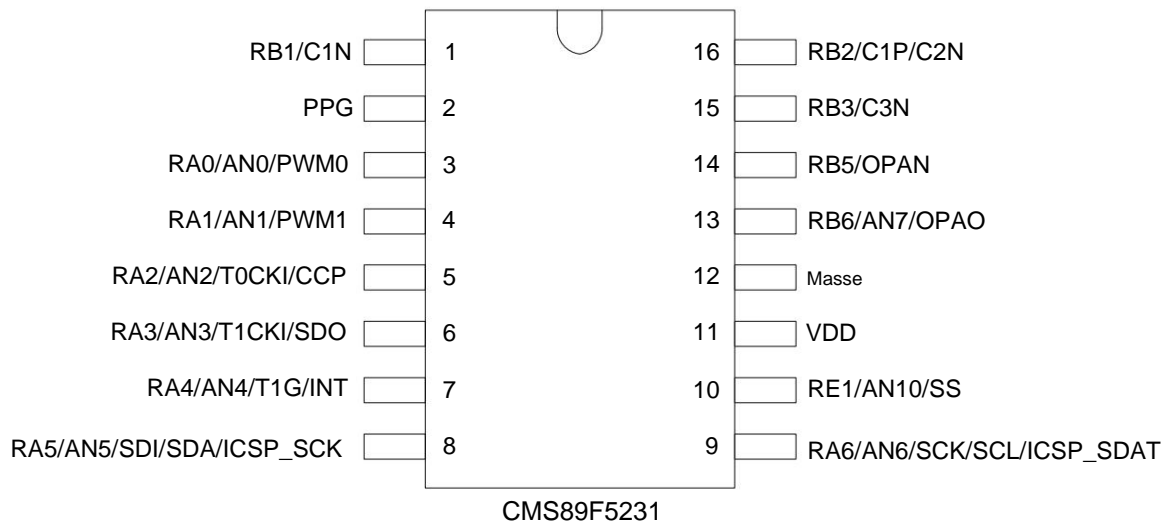 RB1/C1N 1 16 RB2/C1P/C2N
PPG 2 15 RB3/C3N
RA0/AN0/PWM0 3 14 RB5/OPAN
RA1/AN1/PWM1 4 13 RB6/AN7/OPAO
RA2/AN2/T0CKI/CCP 5 12 Masse
RA3/AN3/T1CKI/SDO 6 11 VDD
RA4/AN4/T1G/INT 7 10 RE1/AN10/SS
RA5/AN5/SDI/SDA/ICSP_SCK 8 9 RA6/AN6/SCK/SCL/ICSP_SDAT
CMS89F5231